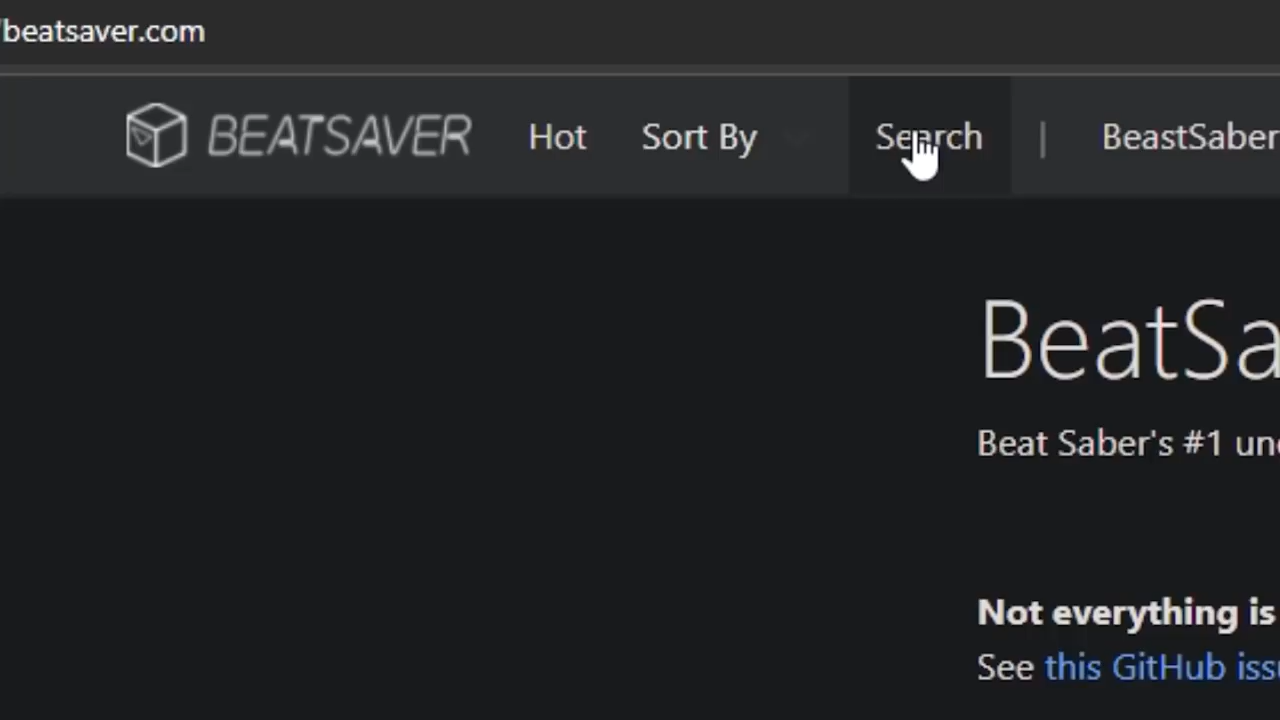 beatsaver.com
BEATSAVER Hot Sort By Search | BeastSaber
BeatSa
Beat Saber's #1 un
Not everything is
See this GitHub iss